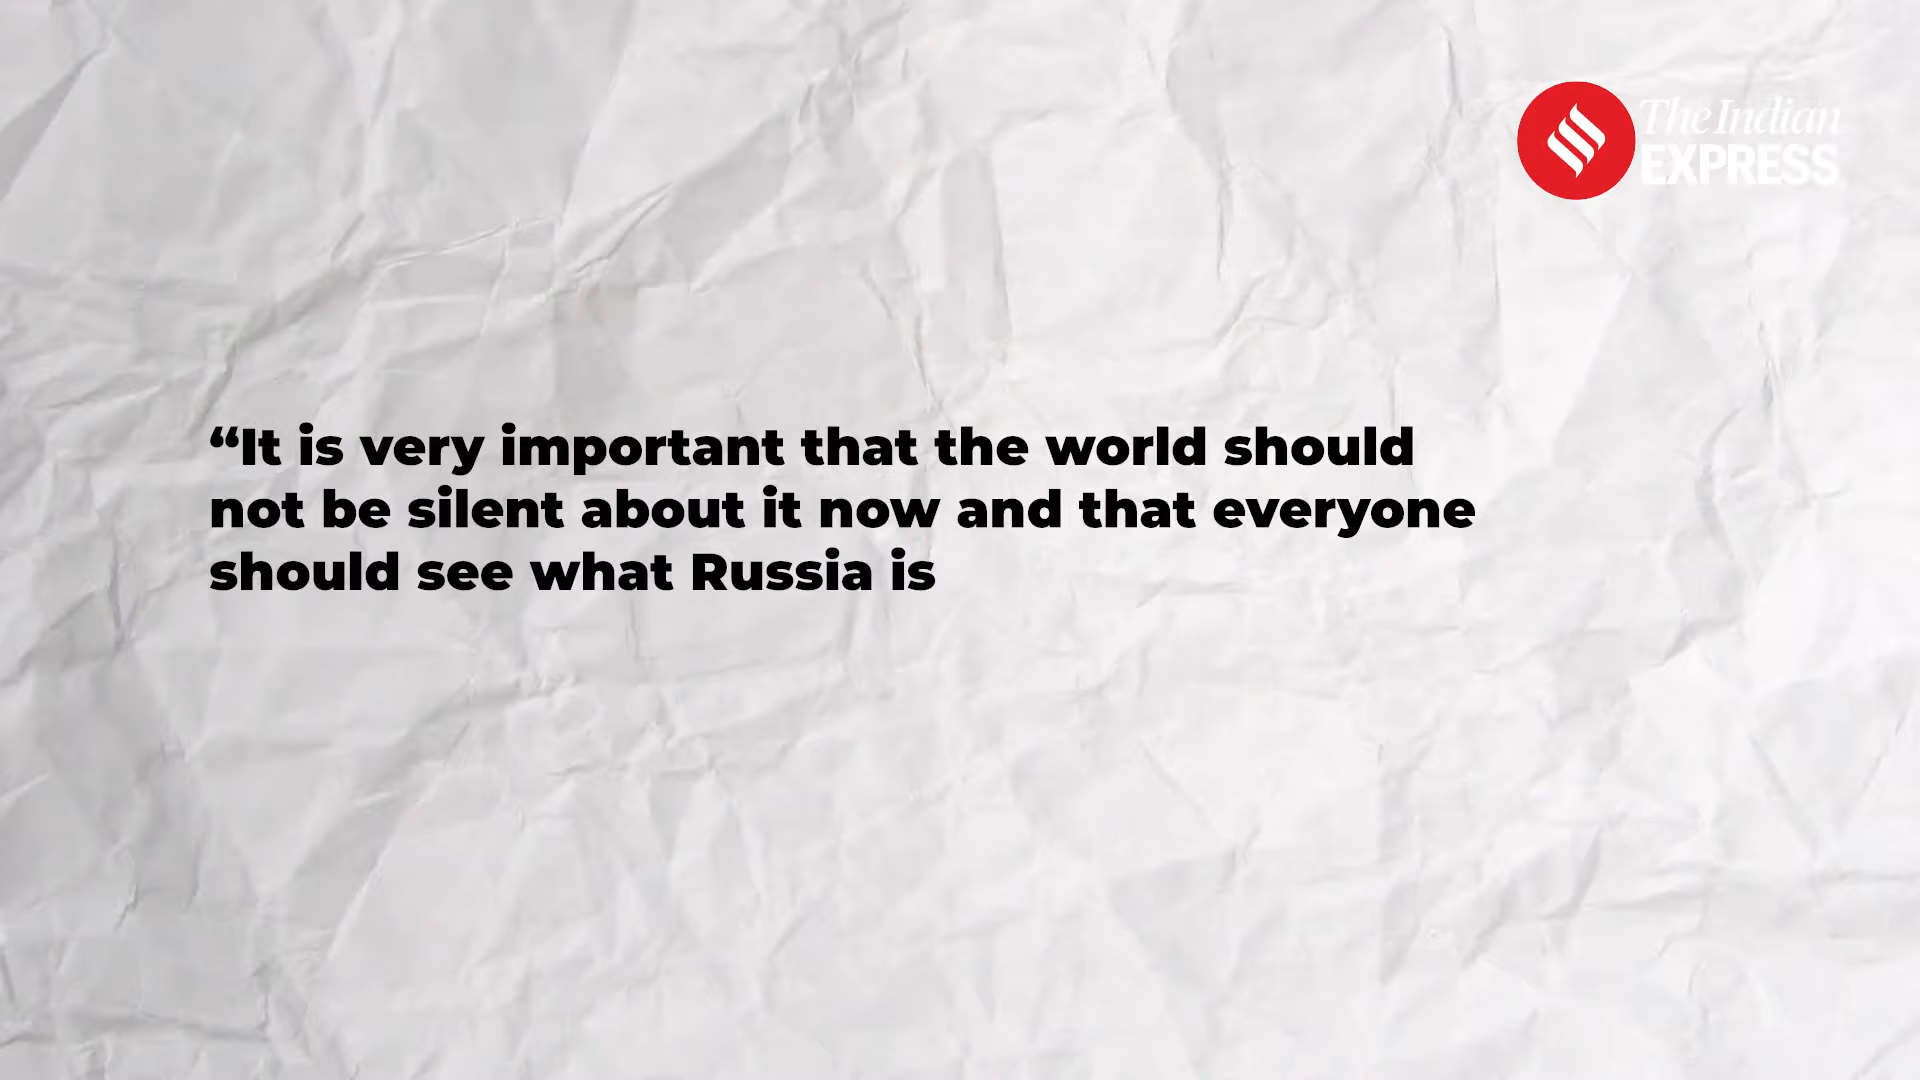 The Indian
EXPRESS
“It is very important that the world should
not be silent about it now and that everyone
should see what Russia is